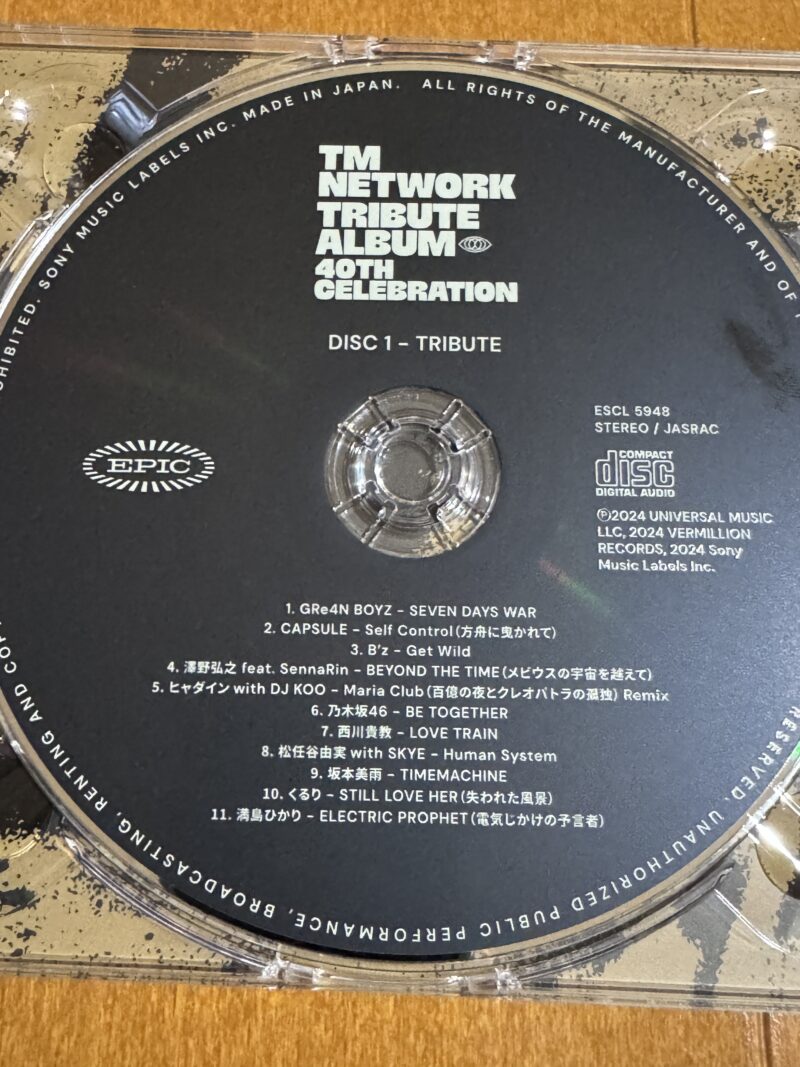 TM
NETWORK
TRIBUTE
ALBUM
40TH
CELEBRATION
DISC 1 – TRIBUTE
EPIC
ESCL 5948
STEREO / JASRAC
COMPACT
disc
DIGITAL AUDIO
Ⓟ2024 UNIVERSAL MUSIC
LLC, 2024 VERMILLION
RECORDS, 2024 Sony
Music Labels Inc.
1. GRe4N BOYZ – SEVEN DAYS WAR
2. CAPSULE – Self Control(方舟に曳かれて)
3. B'z – Get Wild
4. 澤野弘之 feat. SennaRin – BEYOND THE TIME(メビウスの宇宙を越えて)
5. ヒャダイン with DJ KOO – Maria Club(百億の夜とクレオパトラの孤独) Remix
6. 乃木坂46 – BE TOGETHER
7. 西川貴教 – LOVE TRAIN
8. 松任谷由実 with SKYE – Human System
9. 坂本美雨 – TIMEMACHINE
10. くるり – STILL LOVE HER(失われた風景)
11. 満島ひかり – ELECTRIC PROPHET(電気じかけの予言者)
SONY MUSIC LABELS INC. MADE IN JAPAN. ALL RIGHTS OF THE MANUFACTURER AND OF
RESERVED. UNAUTHORIZED PUBLIC PERFORMANCE, BROADCASTING, RENTING AND